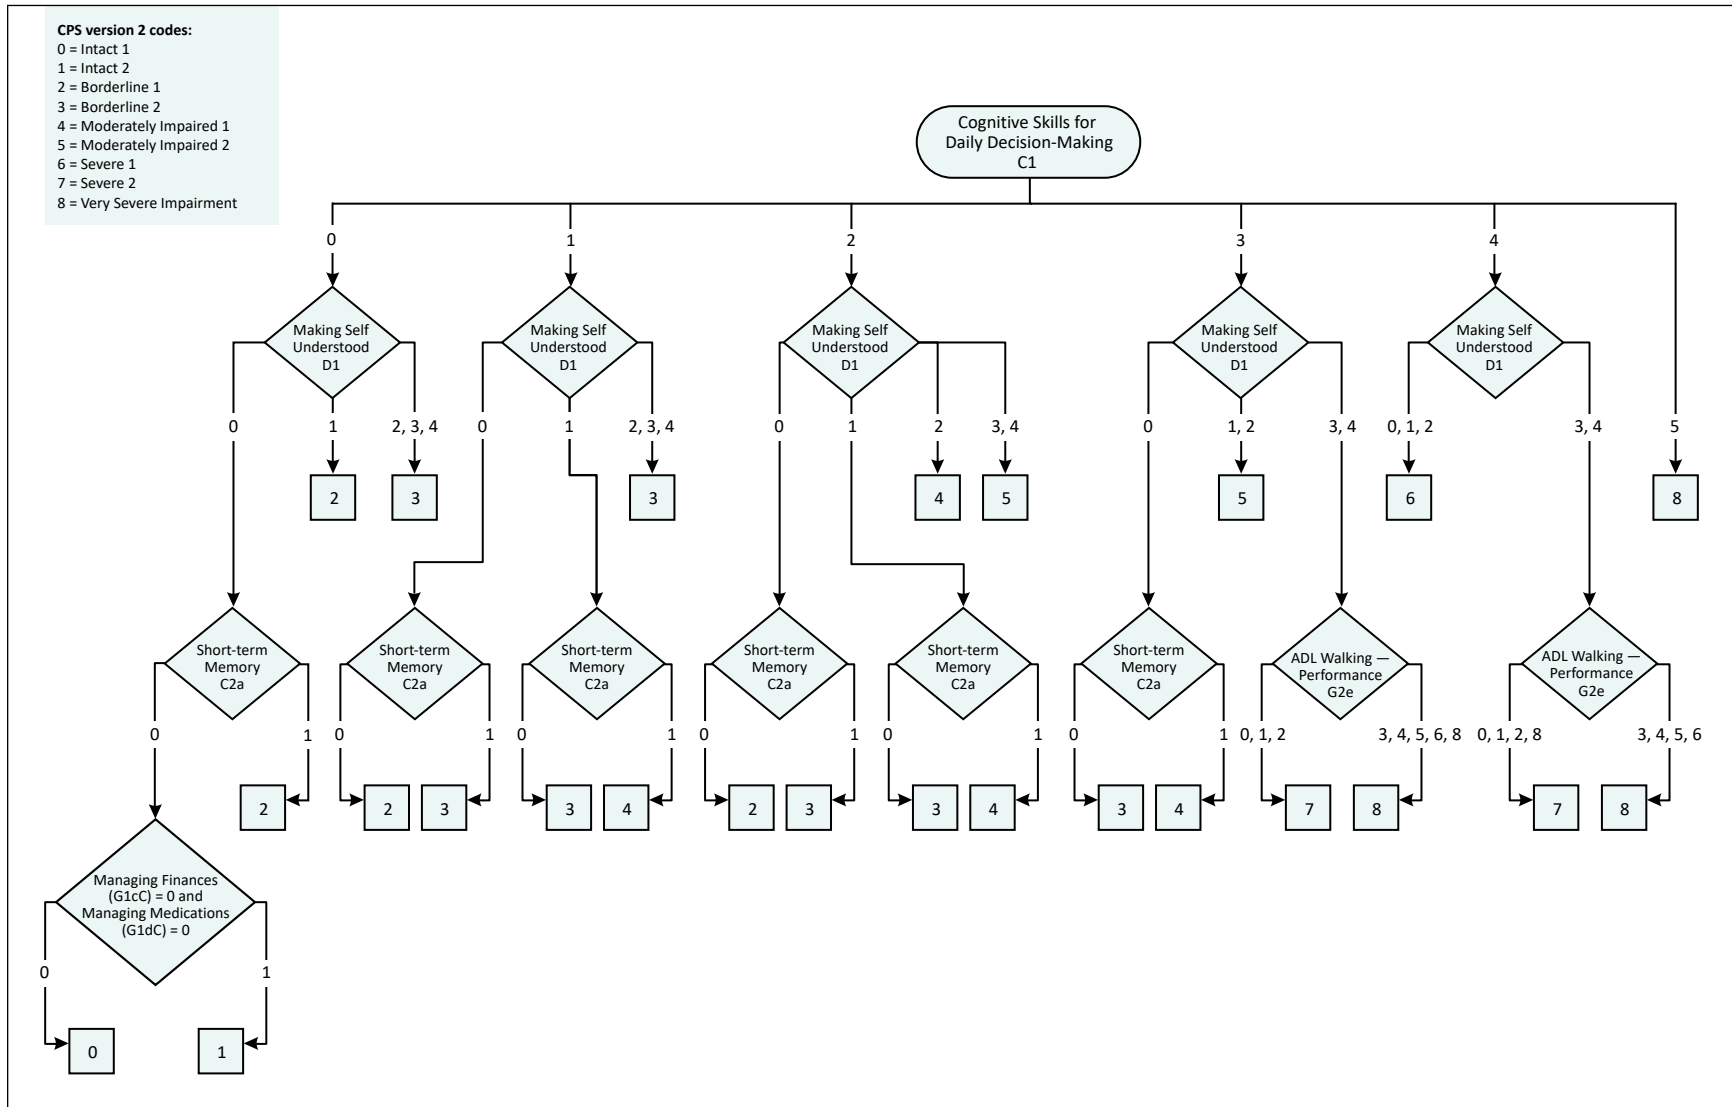 CPS version 2 codes:
0 = Intact 1
1 = Intact 2
2 = Borderline 1
3 = Borderline 2
4 = Moderately Impaired 1
5 = Moderately Impaired 2
6 = Severe 1
7 = Severe 2
8 = Very Severe Impairment
Cognitive Skills for
Daily Decision-Making
C1
0
1
2
3
4
Making Self
Understood
D1
Making Self
Understood
D1
Making Self
Understood
D1
Making Self
Understood
D1
Making Self
Understood
D1
0
1
2, 3, 4
0
1
2, 3, 4
0
1
2
3, 4
0
1, 2
3, 4
0, 1, 2
3, 4
5
2
3
3
4
5
5
6
8
Short-term
Memory
C2a
Short-term
Memory
C2a
Short-term
Memory
C2a
Short-term
Memory
C2a
Short-term
Memory
C2a
Short-term
Memory
C2a
ADL Walking —
Performance
G2e
ADL Walking —
Performance
G2e
0
1
0
1
0
1
0
1
0
1
0
1
0, 1, 2
3, 4, 5, 6, 8
0, 1, 2, 8
3, 4, 5, 6
2
2
3
3
4
2
3
3
4
3
4
7
8
7
8
Managing Finances
(G1cC) = 0 and
Managing Medications
(G1dC) = 0
0
1
0
1